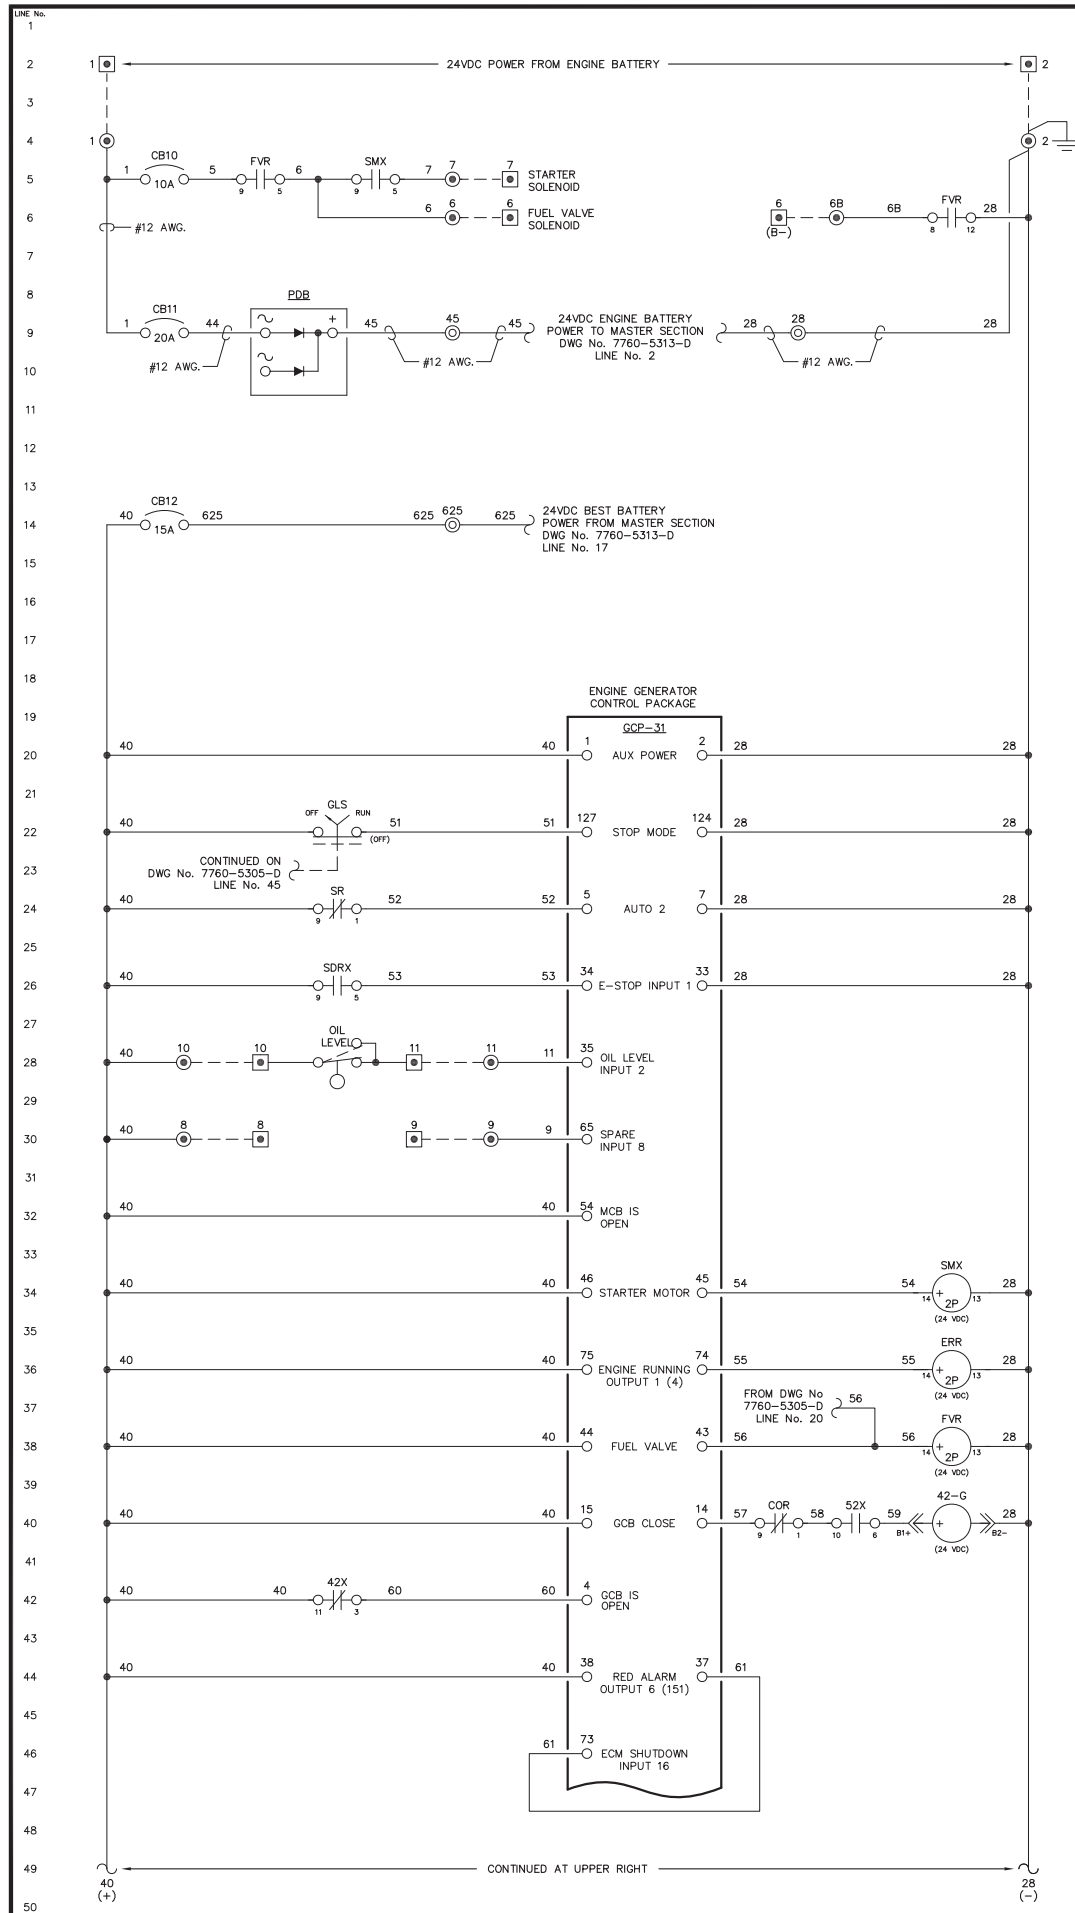 LINE No.
1
2 1 24VDC POWER FROM ENGINE BATTERY 2
3
4 1 2
CB10 FVR SMX
5 1 10A 5 9 5 6 9 5 7 7 7 STARTER
SOLENOID
6 #12 AWG. 6 6 6 FUEL VALVE
SOLENOID 6 (B-) 6B 6B FVR 8 12 28
7
8
CB11 PDB
9 1 20A 44 + 45 45 45 24VDC ENGINE BATTERY
POWER TO MASTER SECTION
DWG No. 7760-5313-D
LINE No. 2
28 28 28
10 #12 AWG. #12 AWG. #12 AWG.
11
12
13
CB12
14 40 15A 625 625 625 625 24VDC BEST BATTERY
POWER FROM MASTER SECTION
DWG No. 7760-5313-D
LINE No. 17
15
16
17
18
ENGINE GENERATOR
CONTROL PACKAGE
19 GCP-31
20 40 40 1 AUX POWER 2 28 28
21
GLS
OFF RUN
22 40 (OFF) 51 51 127 STOP MODE 124 28 28
23 CONTINUED ON
DWG No. 7760-5305-D
LINE No. 45
SR
24 40 9 1 52 52 5 AUTO 2 7 28 28
25
SDRX
26 40 9 5 53 53 34 E-STOP INPUT 1 33 28 28
27
OIL
LEVEL
28 40 10 10 11 11 11 35 OIL LEVEL
INPUT 2
29
30 40 8 8 9 9 9 65 SPARE
INPUT 8
31
32 40 40 54 MCB IS
OPEN
33
SMX
34 40 40 46 STARTER MOTOR 45 54 54 14 + 2P 13 28
(24 VDC)
35
ERR
36 40 40 75 ENGINE RUNNING
OUTPUT 1 (4) 74 55 55 14 + 2P 13 28
(24 VDC)
37 FROM DWG No
7760-5305-D
LINE No. 20
56
FVR
38 40 40 44 FUEL VALVE 43 56 56 14 + 2P 13 28
(24 VDC)
39
COR 52X 42-G
40 40 40 15 GCB CLOSE 14 57 9 1 58 10 6 59 B1+ + B2- 28
(24 VDC)
41
42X
42 40 40 11 3 60 60 4 GCB IS
OPEN
43
44 40 40 38 RED ALARM
OUTPUT 6 (151) 37 61
45
46 61 73 ECM SHUTDOWN
INPUT 16
47
48
49 CONTINUED AT UPPER RIGHT
40
(+)
28
(-)
50